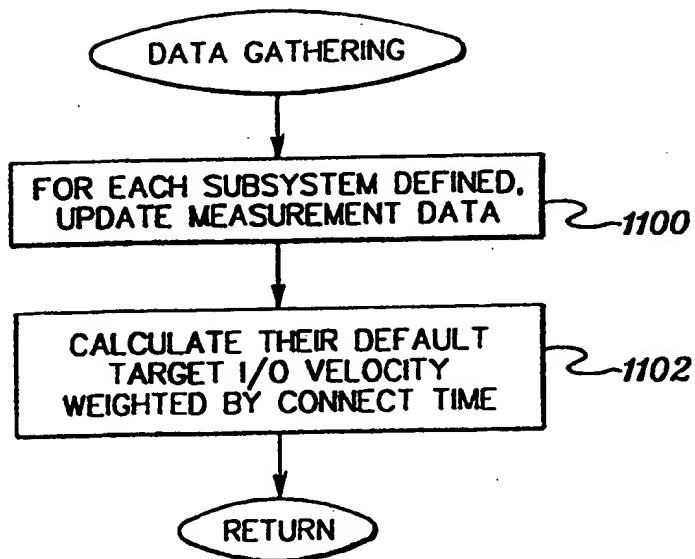 DATA GATHERING
FOR EACH SUBSYSTEM DEFINED,
UPDATE MEASUREMENT DATA
1100
CALCULATE THEIR DEFAULT
TARGET I/O VELOCITY
WEIGHTED BY CONNECT TIME
1102
RETURN